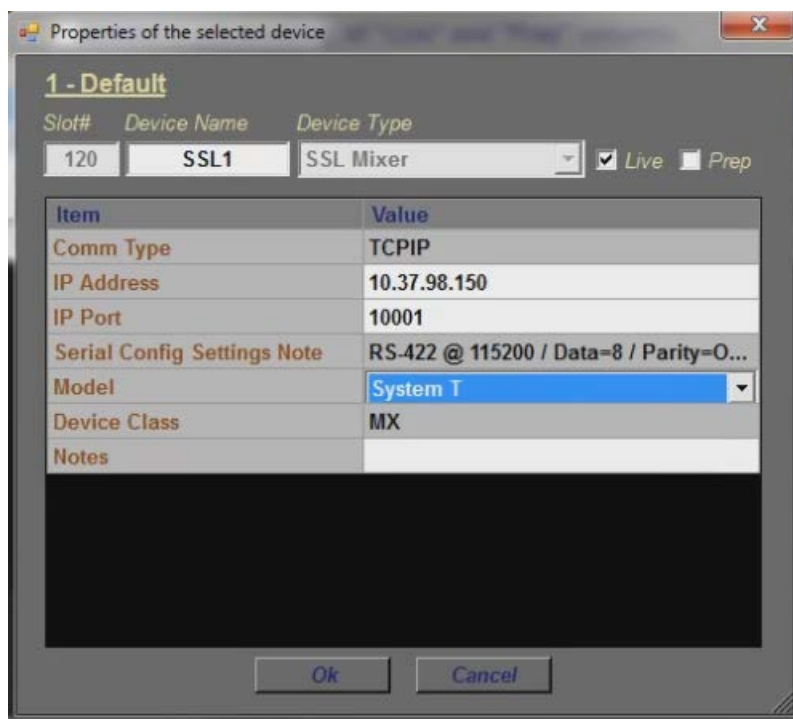 Properties of the selected device
1 - Default
Slot# Device Name Device Type
120 SSL1 SSL Mixer Live Prep
Item Value
Comm Type TCPIP
IP Address 10.37.98.150
IP Port 10001
Serial Config Settings Note RS-422 @ 115200 / Data=8 / Parity=O...
Model System T
Device Class MX
Notes
Ok Cancel